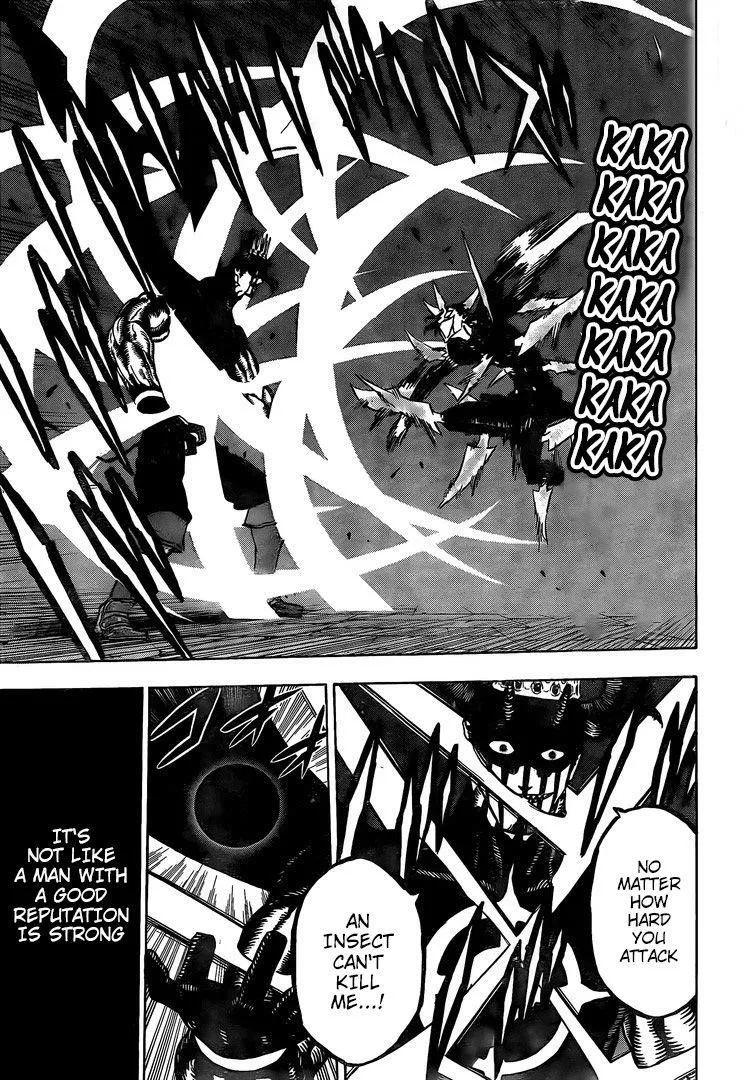 KAKA
KAKA
KAKA
KAKA
KAKA
KAKA
KAKA
NO
MATTER
HOW
HARD
YOU
ATTACK
AN
INSECT
CAN'T
KILL
ME...!
IT'S
NOT LIKE
A MAN WITH
A GOOD
REPUTATION
IS STRONG